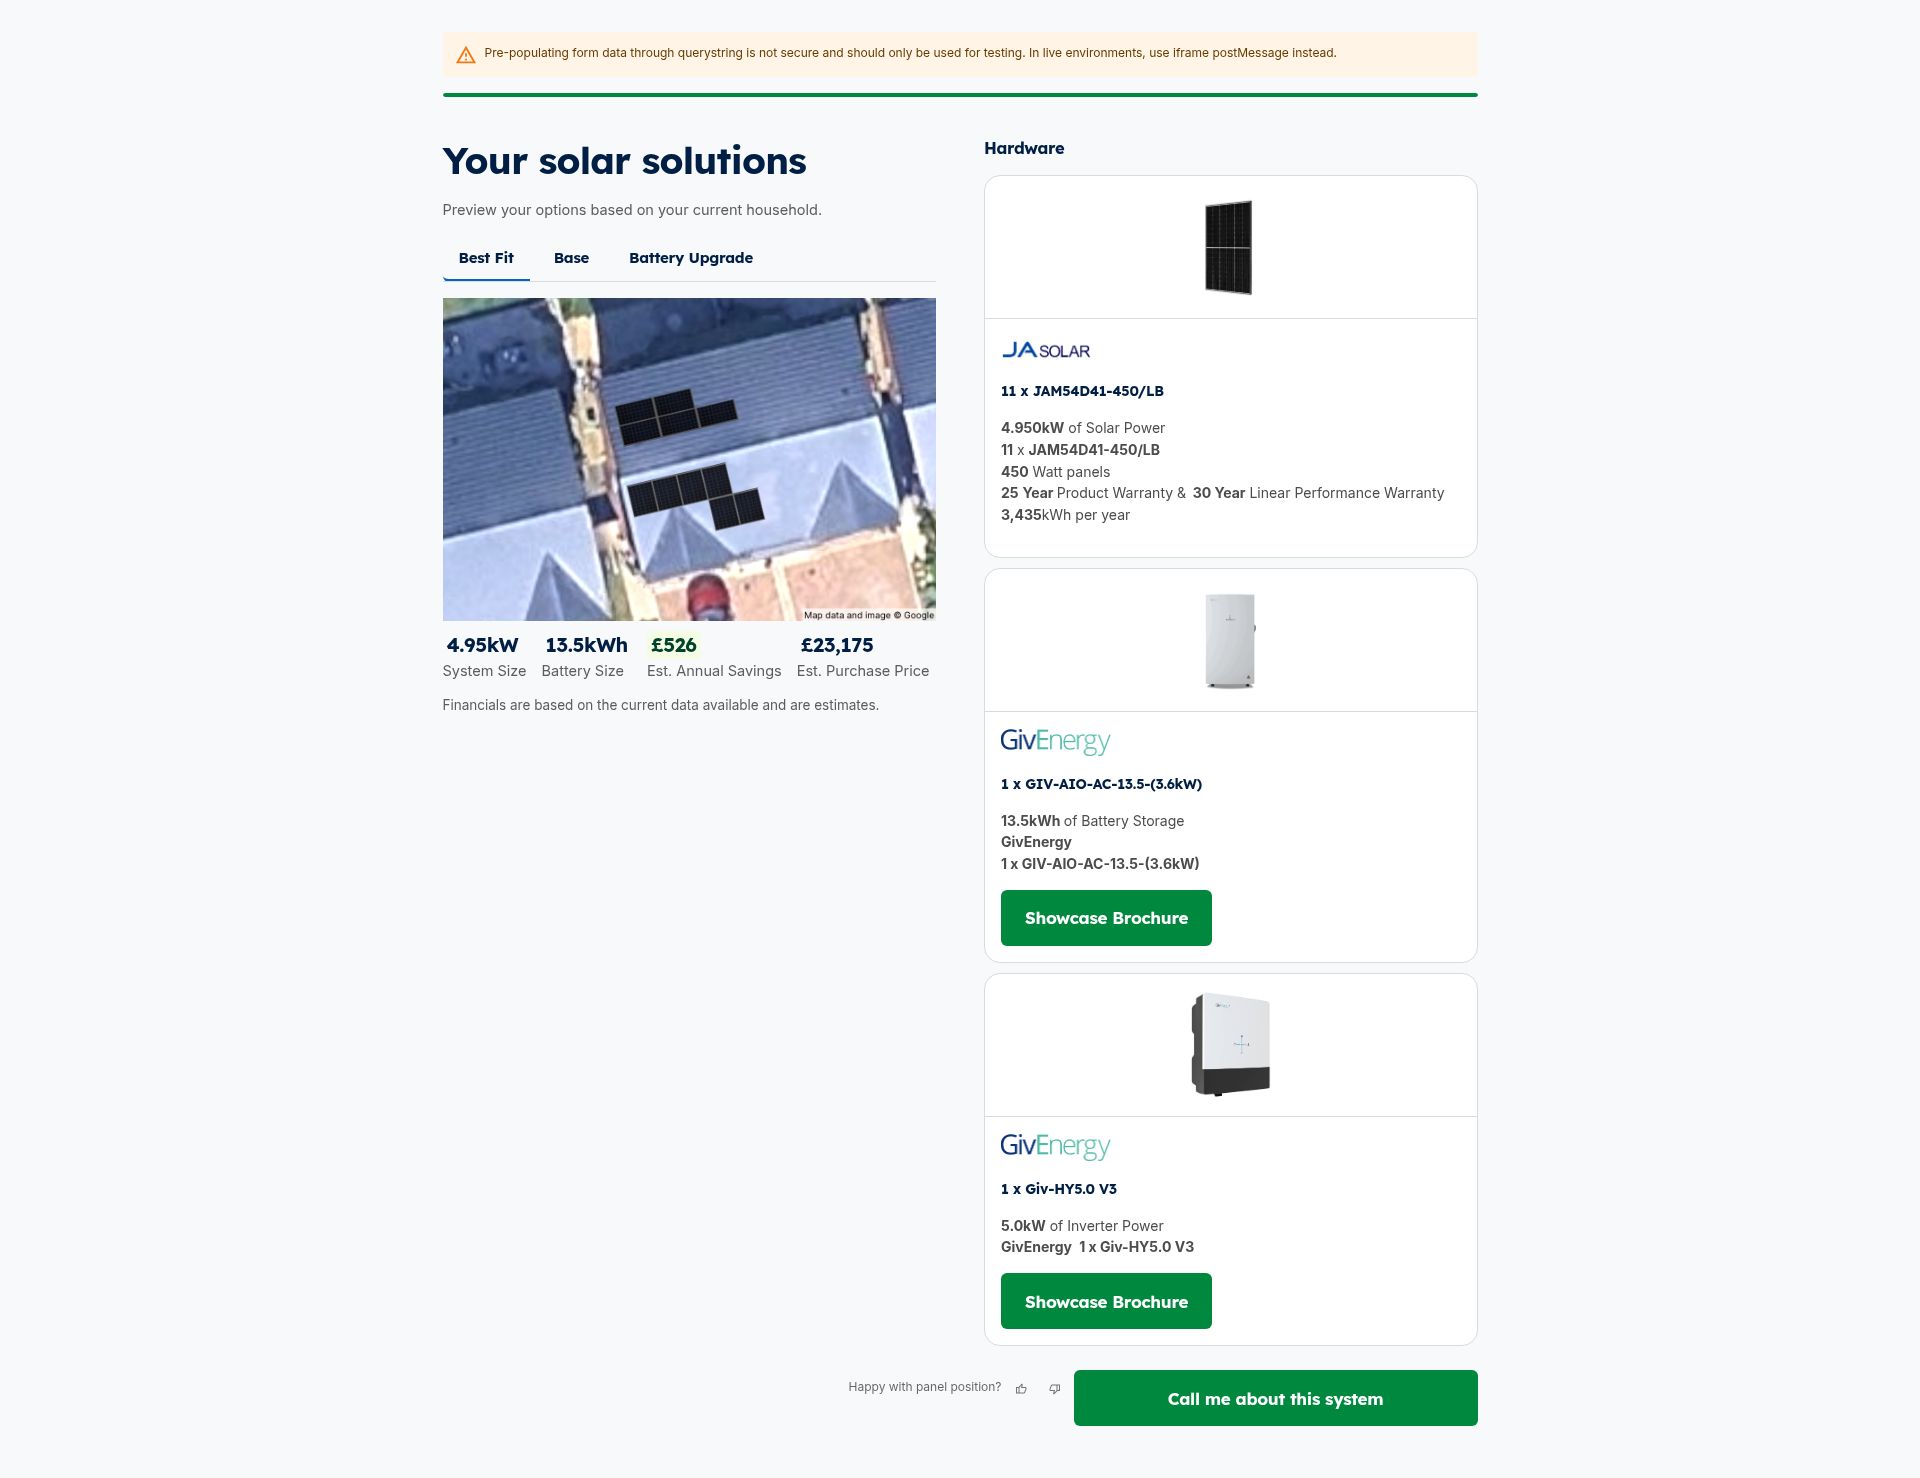 Pre-populating form data through querystring is not secure and should only be used for testing. In live environments, use iframe postMessage instead.
Your solar solutions
Preview your options based on your current household.
Best Fit
Base
Battery Upgrade
Map data and image © Google
4.95kW
System Size
13.5kWh
Battery Size
£526
Est. Annual Savings
£23,175
Est. Purchase Price
Financials are based on the current data available and are estimates.
Hardware
JA SOLAR
11 x JAM54D41-450/LB
4.950kW of Solar Power
11 x JAM54D41-450/LB
450 Watt panels
25 Year Product Warranty & 30 Year Linear Performance Warranty
3,435kWh per year
GivEnergy
1 x GIV-AIO-AC-13.5-(3.6kW)
13.5kWh of Battery Storage
GivEnergy
1 x GIV-AIO-AC-13.5-(3.6kW)
Showcase Brochure
GivEnergy
1 x Giv-HY5.0 V3
5.0kW of Inverter Power
GivEnergy 1 x Giv-HY5.0 V3
Showcase Brochure
Happy with panel position?
Call me about this system